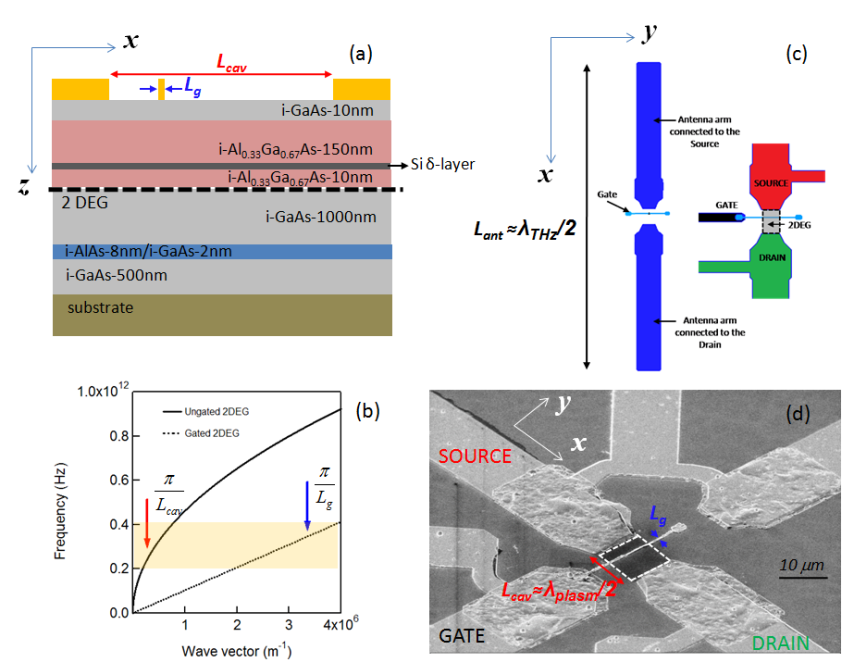 x
(a)
L_cav
L_g
i-GaAs-10nm
i-Al0.33Ga0.67As-150nm
Si δ-layer
i-Al0.33Ga0.67As-10nm
z
2 DEG
i-GaAs-1000nm
i-AlAs-8nm/i-GaAs-2nm
i-GaAs-500nm
substrate
y
(c)
x
Antenna arm
connected to the
Source
Gate
L_ant ≈ λ_THz/2
SOURCE
GATE
2DEG
DRAIN
Antenna arm
connected to the
Drain
1.0x10^12
(b)
Ungated 2DEG
Gated 2DEG
0.8
0.6
0.4
0.2
0.0
Frequency (Hz)
π/L_cav
π/L_g
0
1
2
3
4x10^6
Wave vector (m^-1)
(d)
y
x
SOURCE
L_g
L_cav≈λ_plasm/2
10 μm
GATE
DRAIN